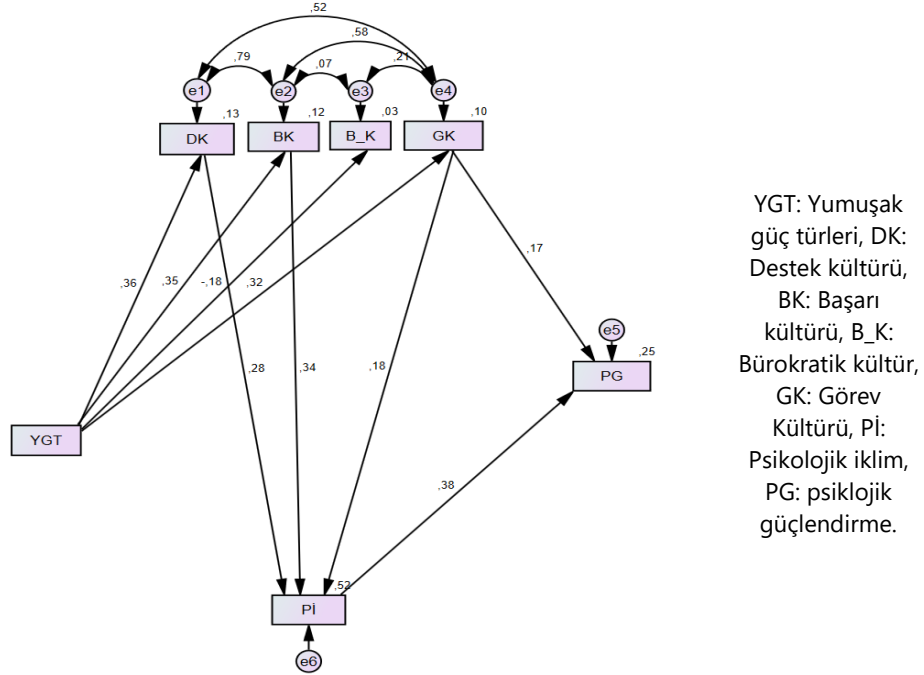 ,52
,58
,79
,07
,21
e1
e2
e3
e4
,13
,12
,03
,10
DK
BK
B_K
GK
,17
e5
,36
,35
-,18
,32
,25
,28
,34
,18
PG
YGT
,38
,52
Pİ
e6
YGT: Yumuşak
güç türleri, DK:
Destek kültürü,
BK: Başarı
kültürü, B_K:
Bürokratik kültür,
GK: Görev
Kültürü, Pİ:
Psikolojik iklim,
PG: psiklojik
güçlendirme.